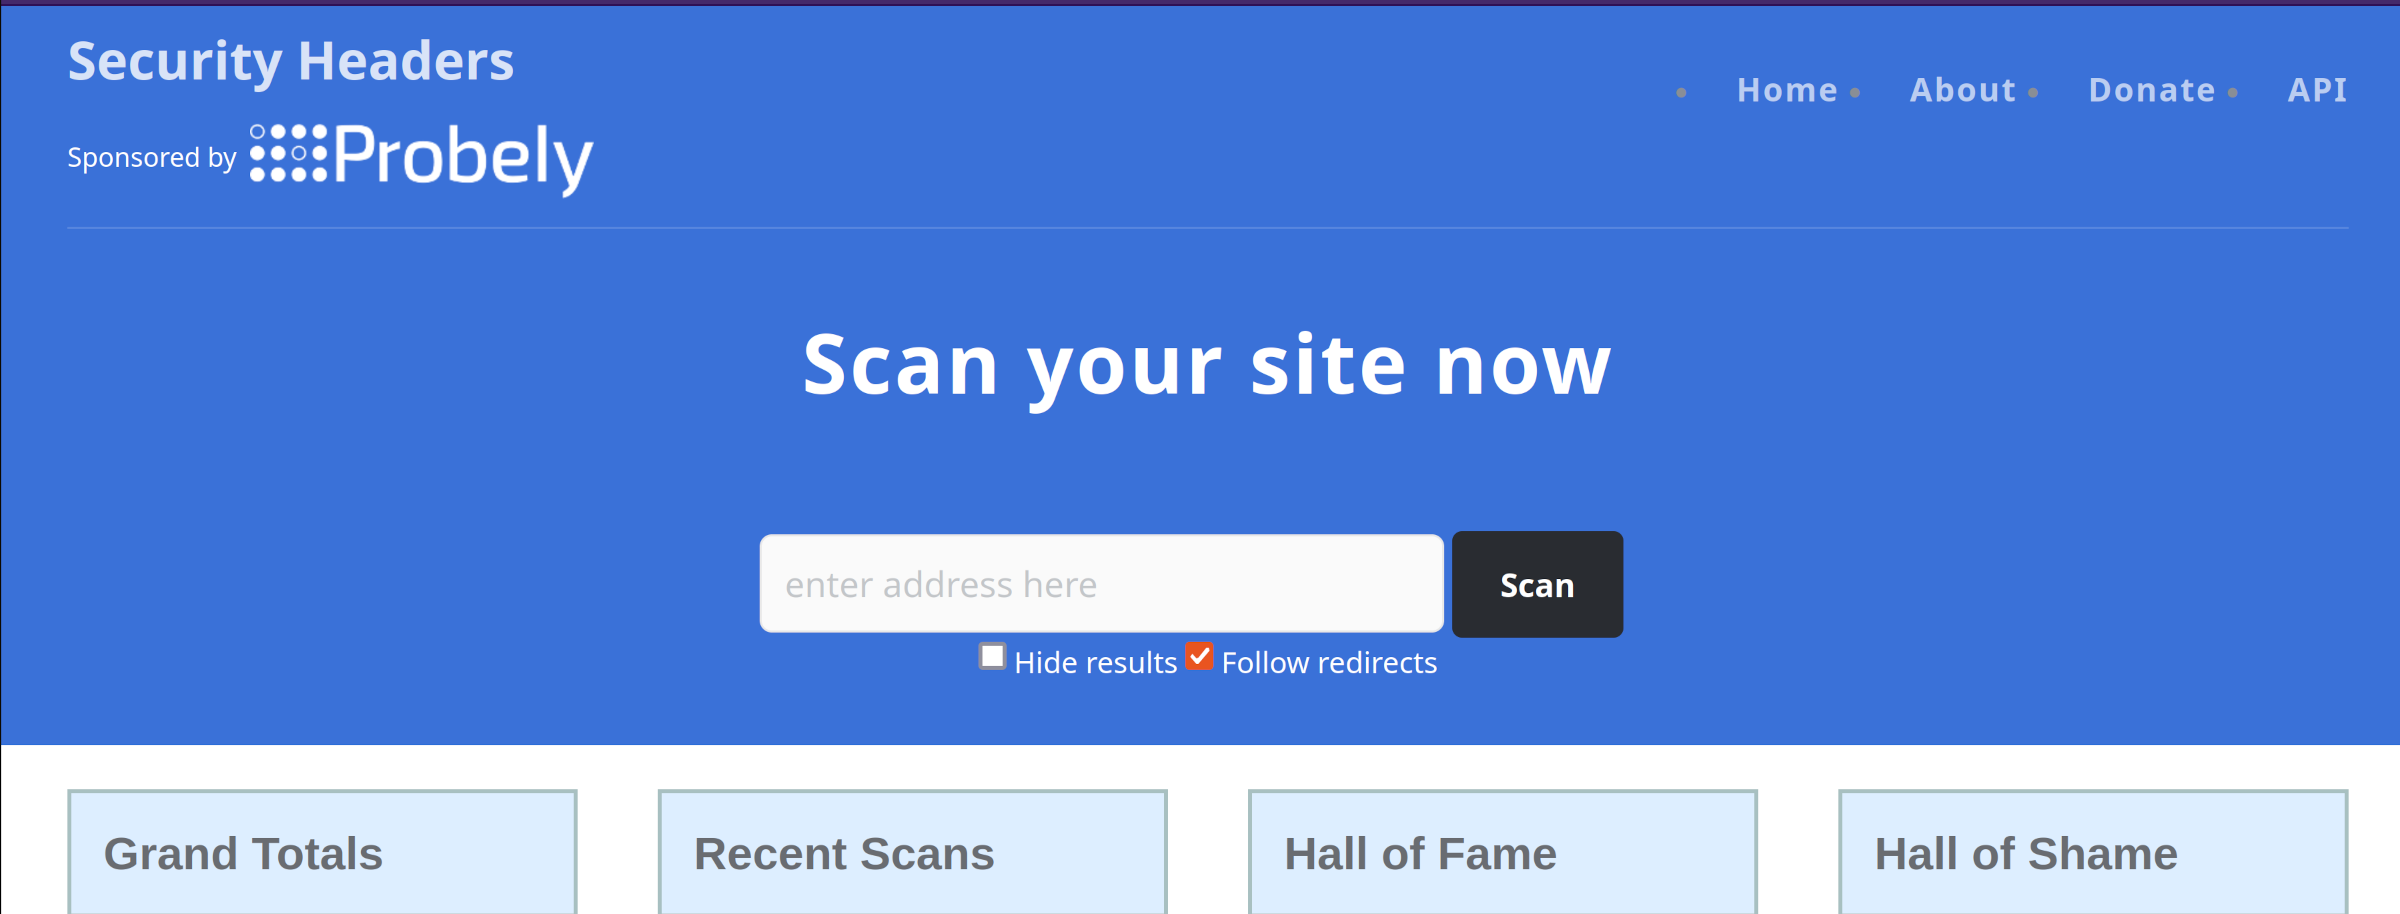 Security Headers
Home
About
Donate
API
Sponsored by Probely
Scan your site now
enter address here
Scan
Hide results
Follow redirects
Grand Totals
Recent Scans
Hall of Fame
Hall of Shame